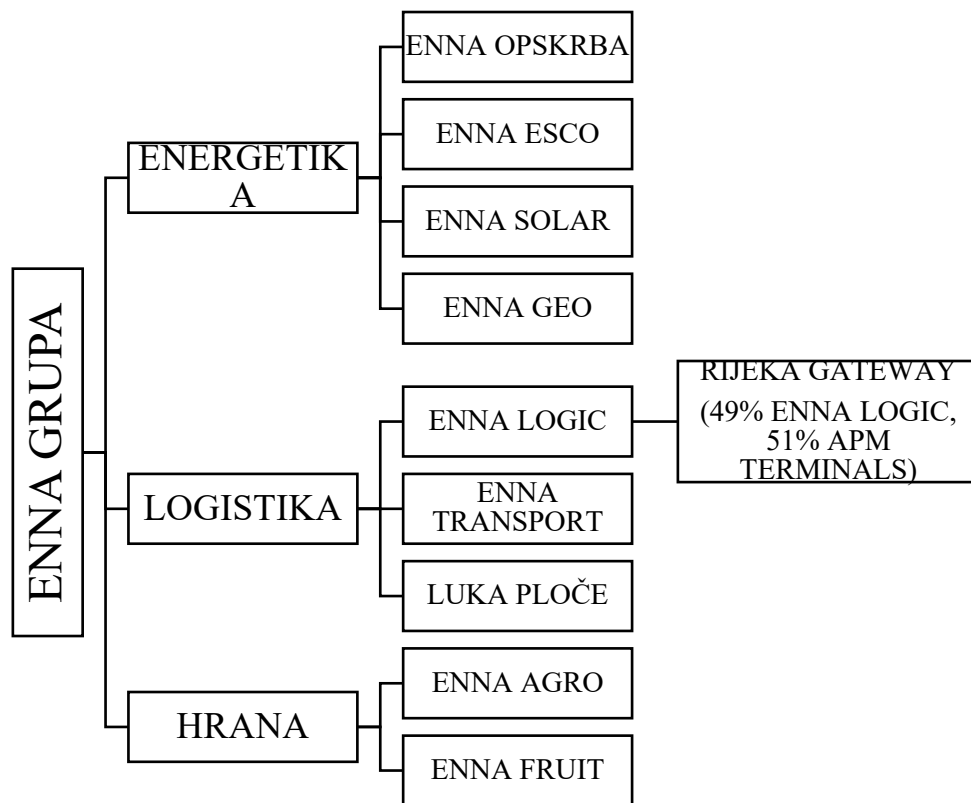 ENNA GRUPA
ENERGETIK
A
ENNA OPSKRBA
ENNA ESCO
ENNA SOLAR
ENNA GEO
LOGISTIKA
ENNA LOGIC
RIJEKA GATEWAY
(49% ENNA LOGIC,
51% APM
TERMINALS)
ENNA
TRANSPORT
LUKA PLOČE
HRANA
ENNA AGRO
ENNA FRUIT